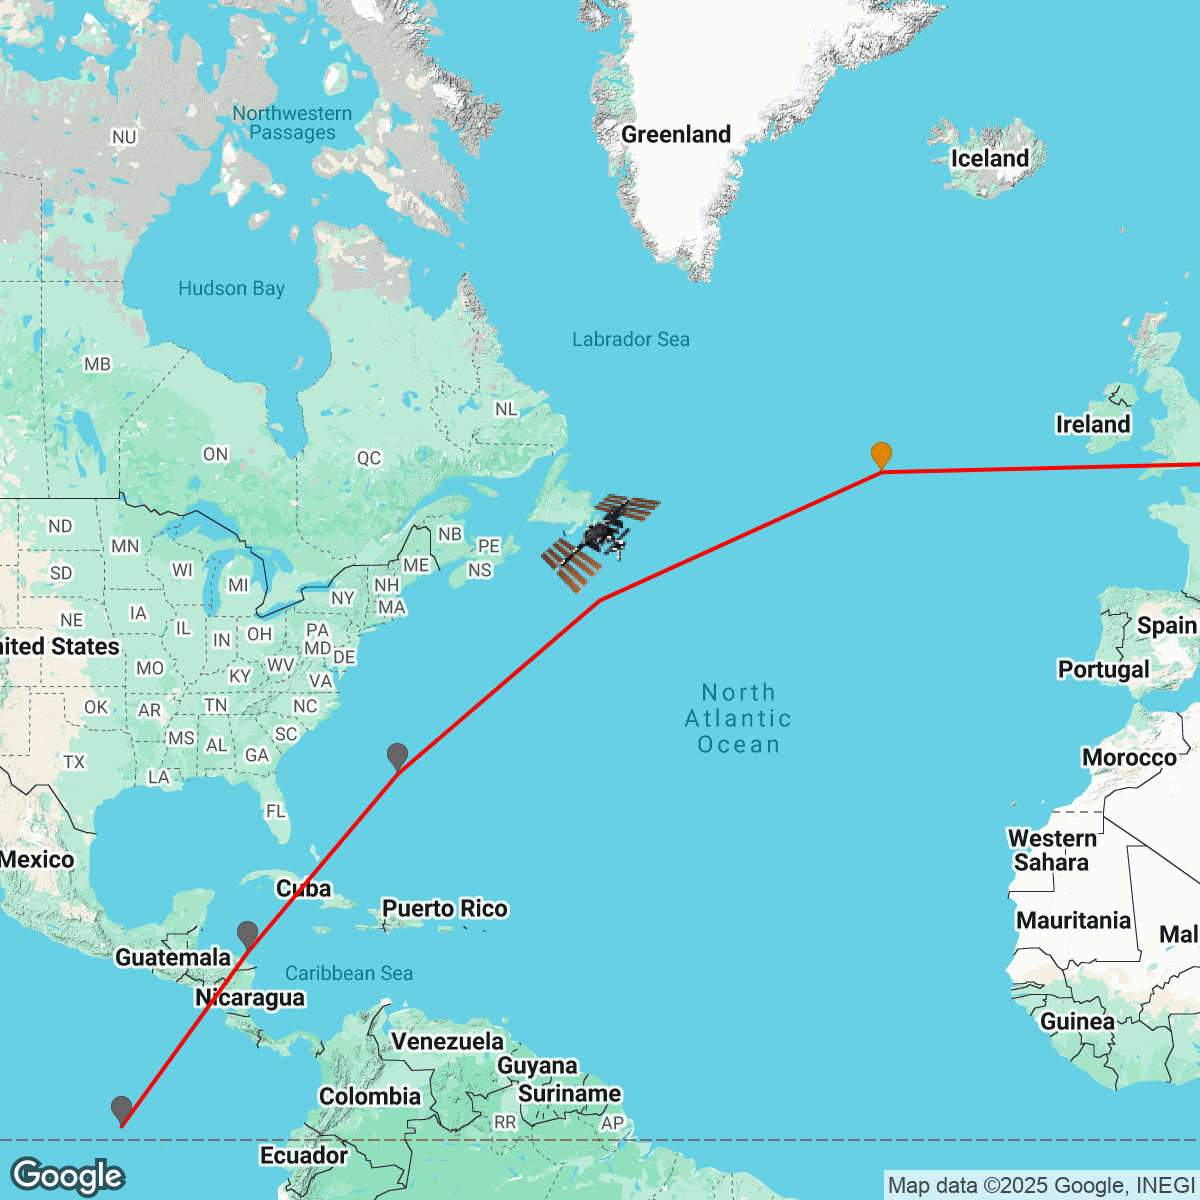 Northwestern
Passages
NU
Greenland
Iceland
Hudson Bay
Labrador Sea
MB
NL
Ireland
ON
QC
ND
MN
NB
PE
SD
WI
MI
ME
NS
NH
NY
MA
NE
IA
IL
IN
OH
PA
MD
DE
nited States
MO
KY
WV
VA
Spain
Portugal
OK
AR
TN
NC
North
Atlantic
Ocean
MS
AL
GA
SC
TX
LA
Morocco
FL
Mexico
Western
Sahara
Cuba
Puerto Rico
Mauritania
Mal
Guatemala
Caribbean Sea
Nicaragua
Guinea
Venezuela
Guyana
Colombia
Suriname
RR
AP
Ecuador
Google
Map data ©2025 Google, INEGI